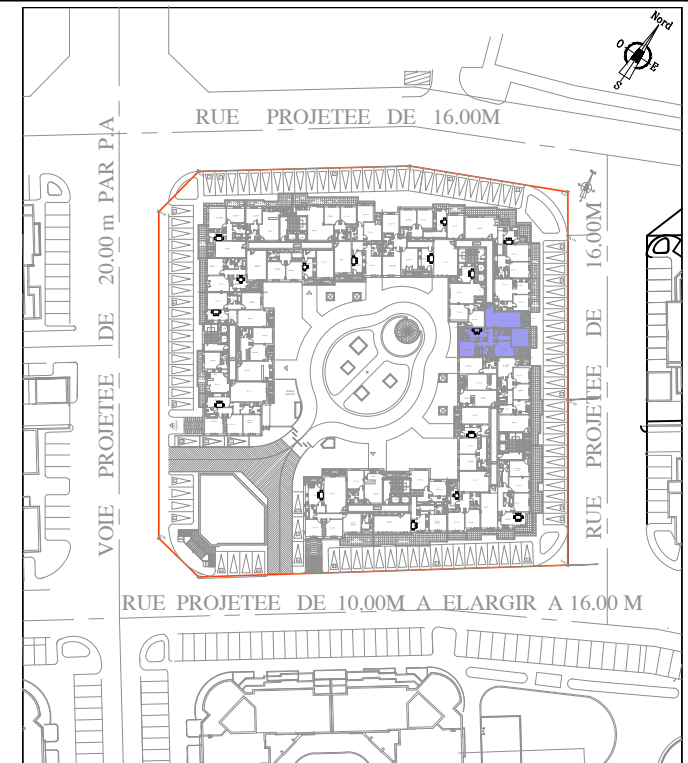 Nord
O
E
S
RUE PROJETEE DE 16.00M
VOIE PROJETEE DE 20.00 m PAR P.A
RUE PROJETEE DE 16.00M
RUE PROJETEE DE 10.00M A ELARGIR A 16.00 M